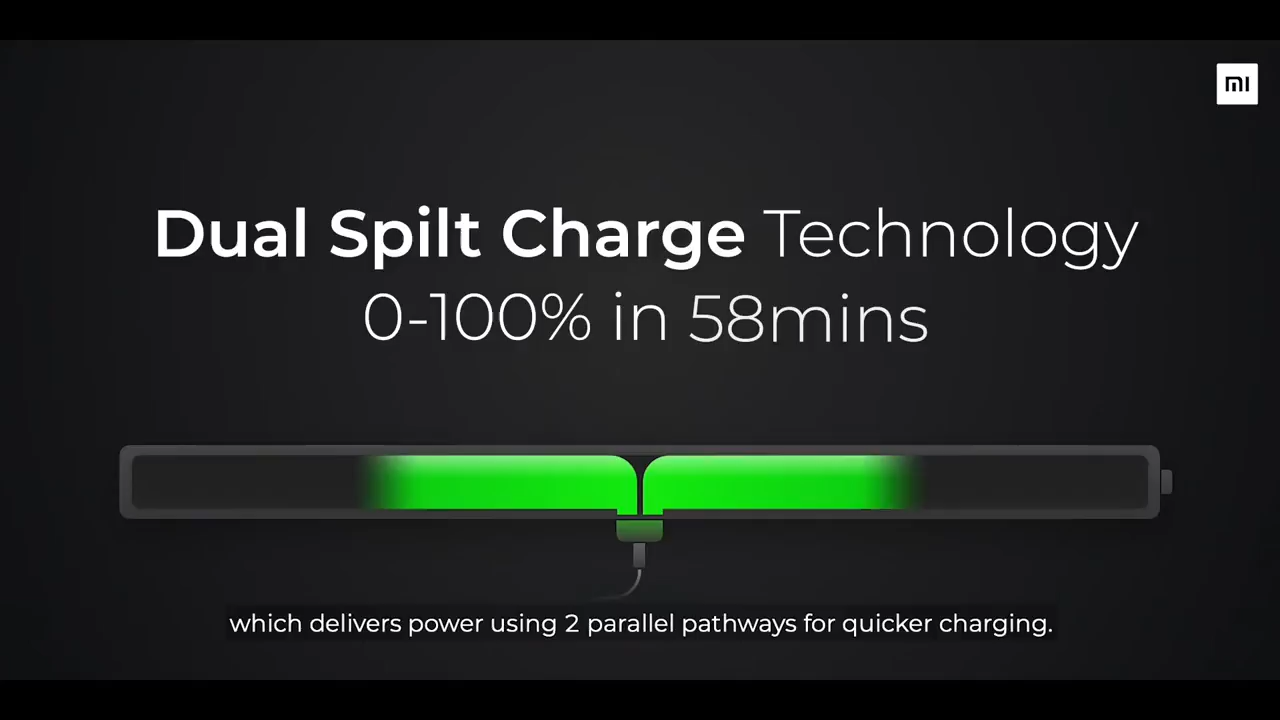 mi
Dual Spilt Charge Technology
0-100% in 58mins
which delivers power using 2 parallel pathways for quicker charging.